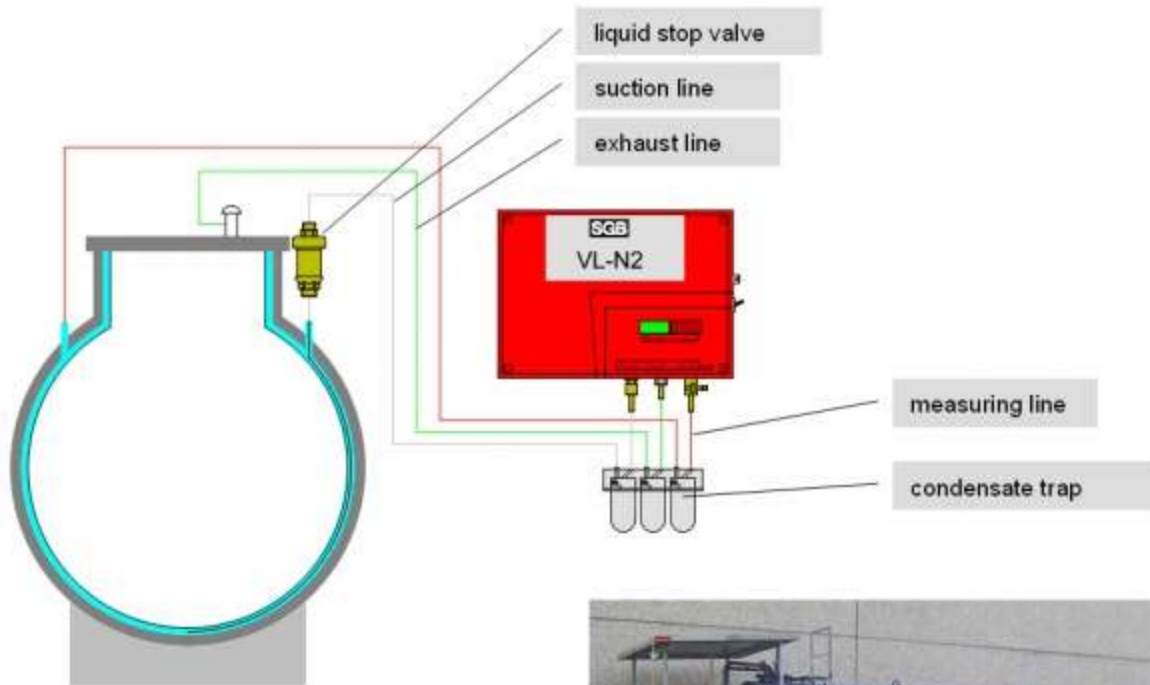 liquid stop valve
suction line
exhaust line
SGB
VL-N2
measuring line
condensate trap